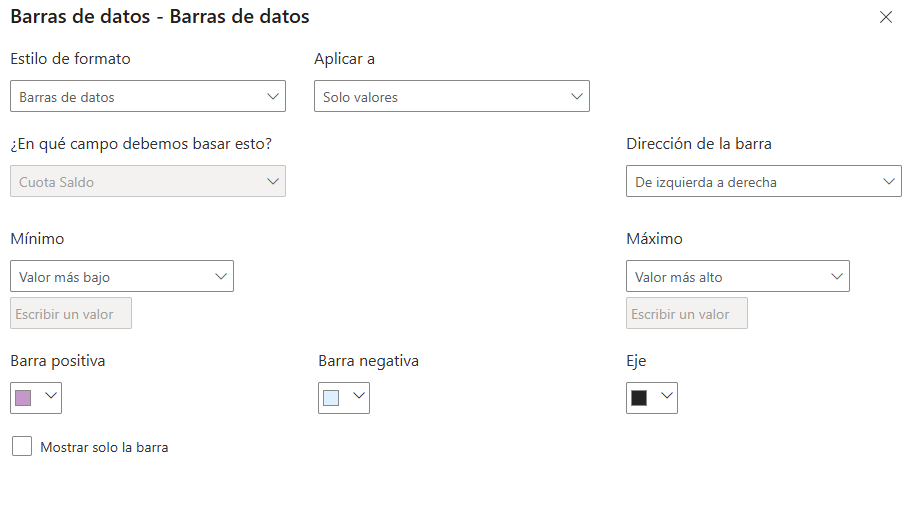 Barras de datos - Barras de datos
Estilo de formato
Aplicar a
Barras de datos
Solo valores
¿En qué campo debemos basar esto?
Dirección de la barra
Cuota Saldo
De izquierda a derecha
Mínimo
Máximo
Valor más bajo
Valor más alto
Escribir un valor
Escribir un valor
Barra positiva
Barra negativa
Eje
Mostrar solo la barra